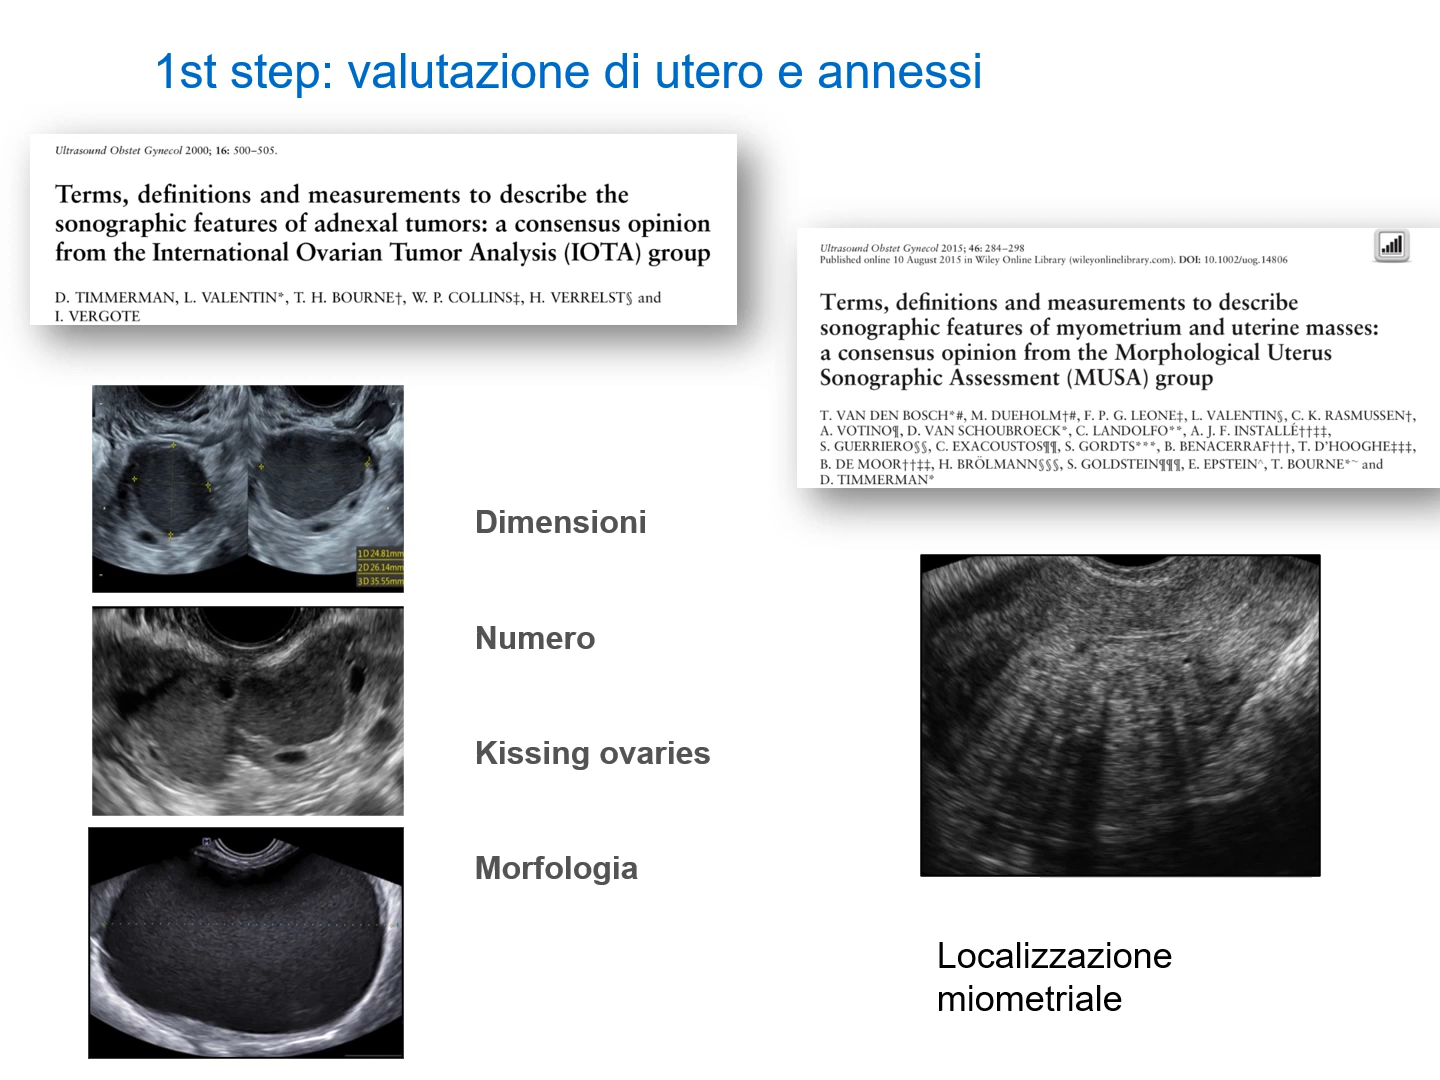 1st step: valutazione di utero e annessi
Ultrasound Obstet Gynecol 2000; 16: 500–505.
Terms, definitions and measurements to describe the
sonographic features of adnexal tumors: a consensus opinion
from the International Ovarian Tumor Analysis (IOTA) group
D. TIMMERMAN, L. VALENTIN*, T. H. BOURNE†, W. P. COLLINS‡, H. VERRELST§ and
I. VERGOTE
Ultrasound Obstet Gynecol 2015; 46: 284–298
Published online 10 August 2015 in Wiley Online Library (wileyonlinelibrary.com). DOI: 10.1002/uog.14806
Terms, definitions and measurements to describe
sonographic features of myometrium and uterine masses:
a consensus opinion from the Morphological Uterus
Sonographic Assessment (MUSA) group
T. VAN DEN BOSCH*#, M. DUEHOLM†#, F. P. G. LEONE‡, L. VALENTIN§, C. K. RASMUSSEN†,
A. VOTINO¶, D. VAN SCHOUBROECK*, C. LANDOLFO**, A. J. F. INSTALLÉ††‡‡,
S. GUERRIERO§§, C. EXACOUSTOS¶¶, S. GORDTS***, B. BENACERRAF†††, T. D’HOOGHE‡‡‡,
B. DE MOOR††‡‡, H. BRÖLMANN§§§, S. GOLDSTEIN¶¶¶, E. EPSTEIN^, T. BOURNE*~ and
D. TIMMERMAN*
1 D 24.81mm
2 D 26.14mm
3 D 35.55mm
Dimensioni
Numero
Kissing ovaries
Morfologia
Localizzazione
miometriale